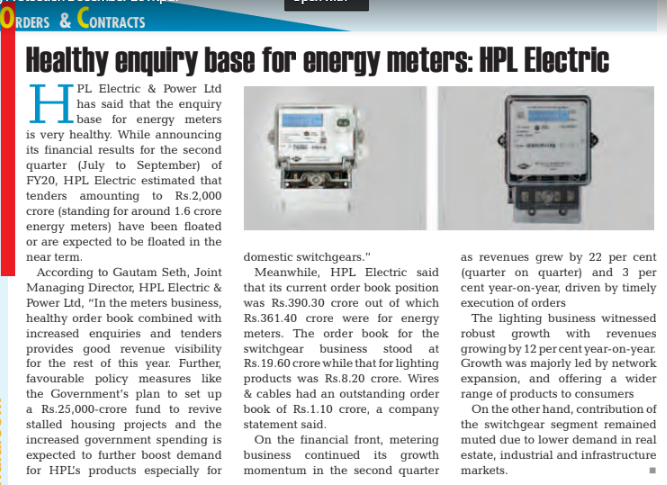 ORDERS & CONTRACTS
Healthy enquiry base for energy meters: HPL Electric
HPL Electric & Power Ltd
has said that the enquiry
base for energy meters
is very healthy. While announcing
its financial results for the second
quarter (July to September) of
FY20, HPL Electric estimated that
tenders amounting to Rs.2,000
crore (standing for around 1.6 crore
energy meters) have been floated
or are expected to be floated in the
near term.
According to Gautam Seth, Joint
Managing Director, HPL Electric &
Power Ltd, “In the meters business,
healthy order book combined with
increased enquiries and tenders
provides good revenue visibility
for the rest of this year. Further,
favourable policy measures like
the Government’s plan to set up
a Rs.25,000-crore fund to revive
stalled housing projects and the
increased government spending is
expected to further boost demand
for HPL’s products especially for
domestic switchgears.”
Meanwhile, HPL Electric said
that its current order book position
was Rs.390.30 crore out of which
Rs.361.40 crore were for energy
meters. The order book for the
switchgear business stood at
Rs.19.60 crore while that for lighting
products was Rs.8.20 crore. Wires
& cables had an outstanding order
book of Rs.1.10 crore, a company
statement said.
On the financial front, metering
business continued its growth
momentum in the second quarter
as revenues grew by 22 per cent
(quarter on quarter) and 3 per
cent year-on-year, driven by timely
execution of orders
The lighting business witnessed
robust growth with revenues
growing by 12 per cent year-on-year.
Growth was majorly led by network
expansion, and offering a wider
range of products to consumers
On the other hand, contribution of
the switchgear segment remained
muted due to lower demand in real
estate, industrial and infrastructure
markets.